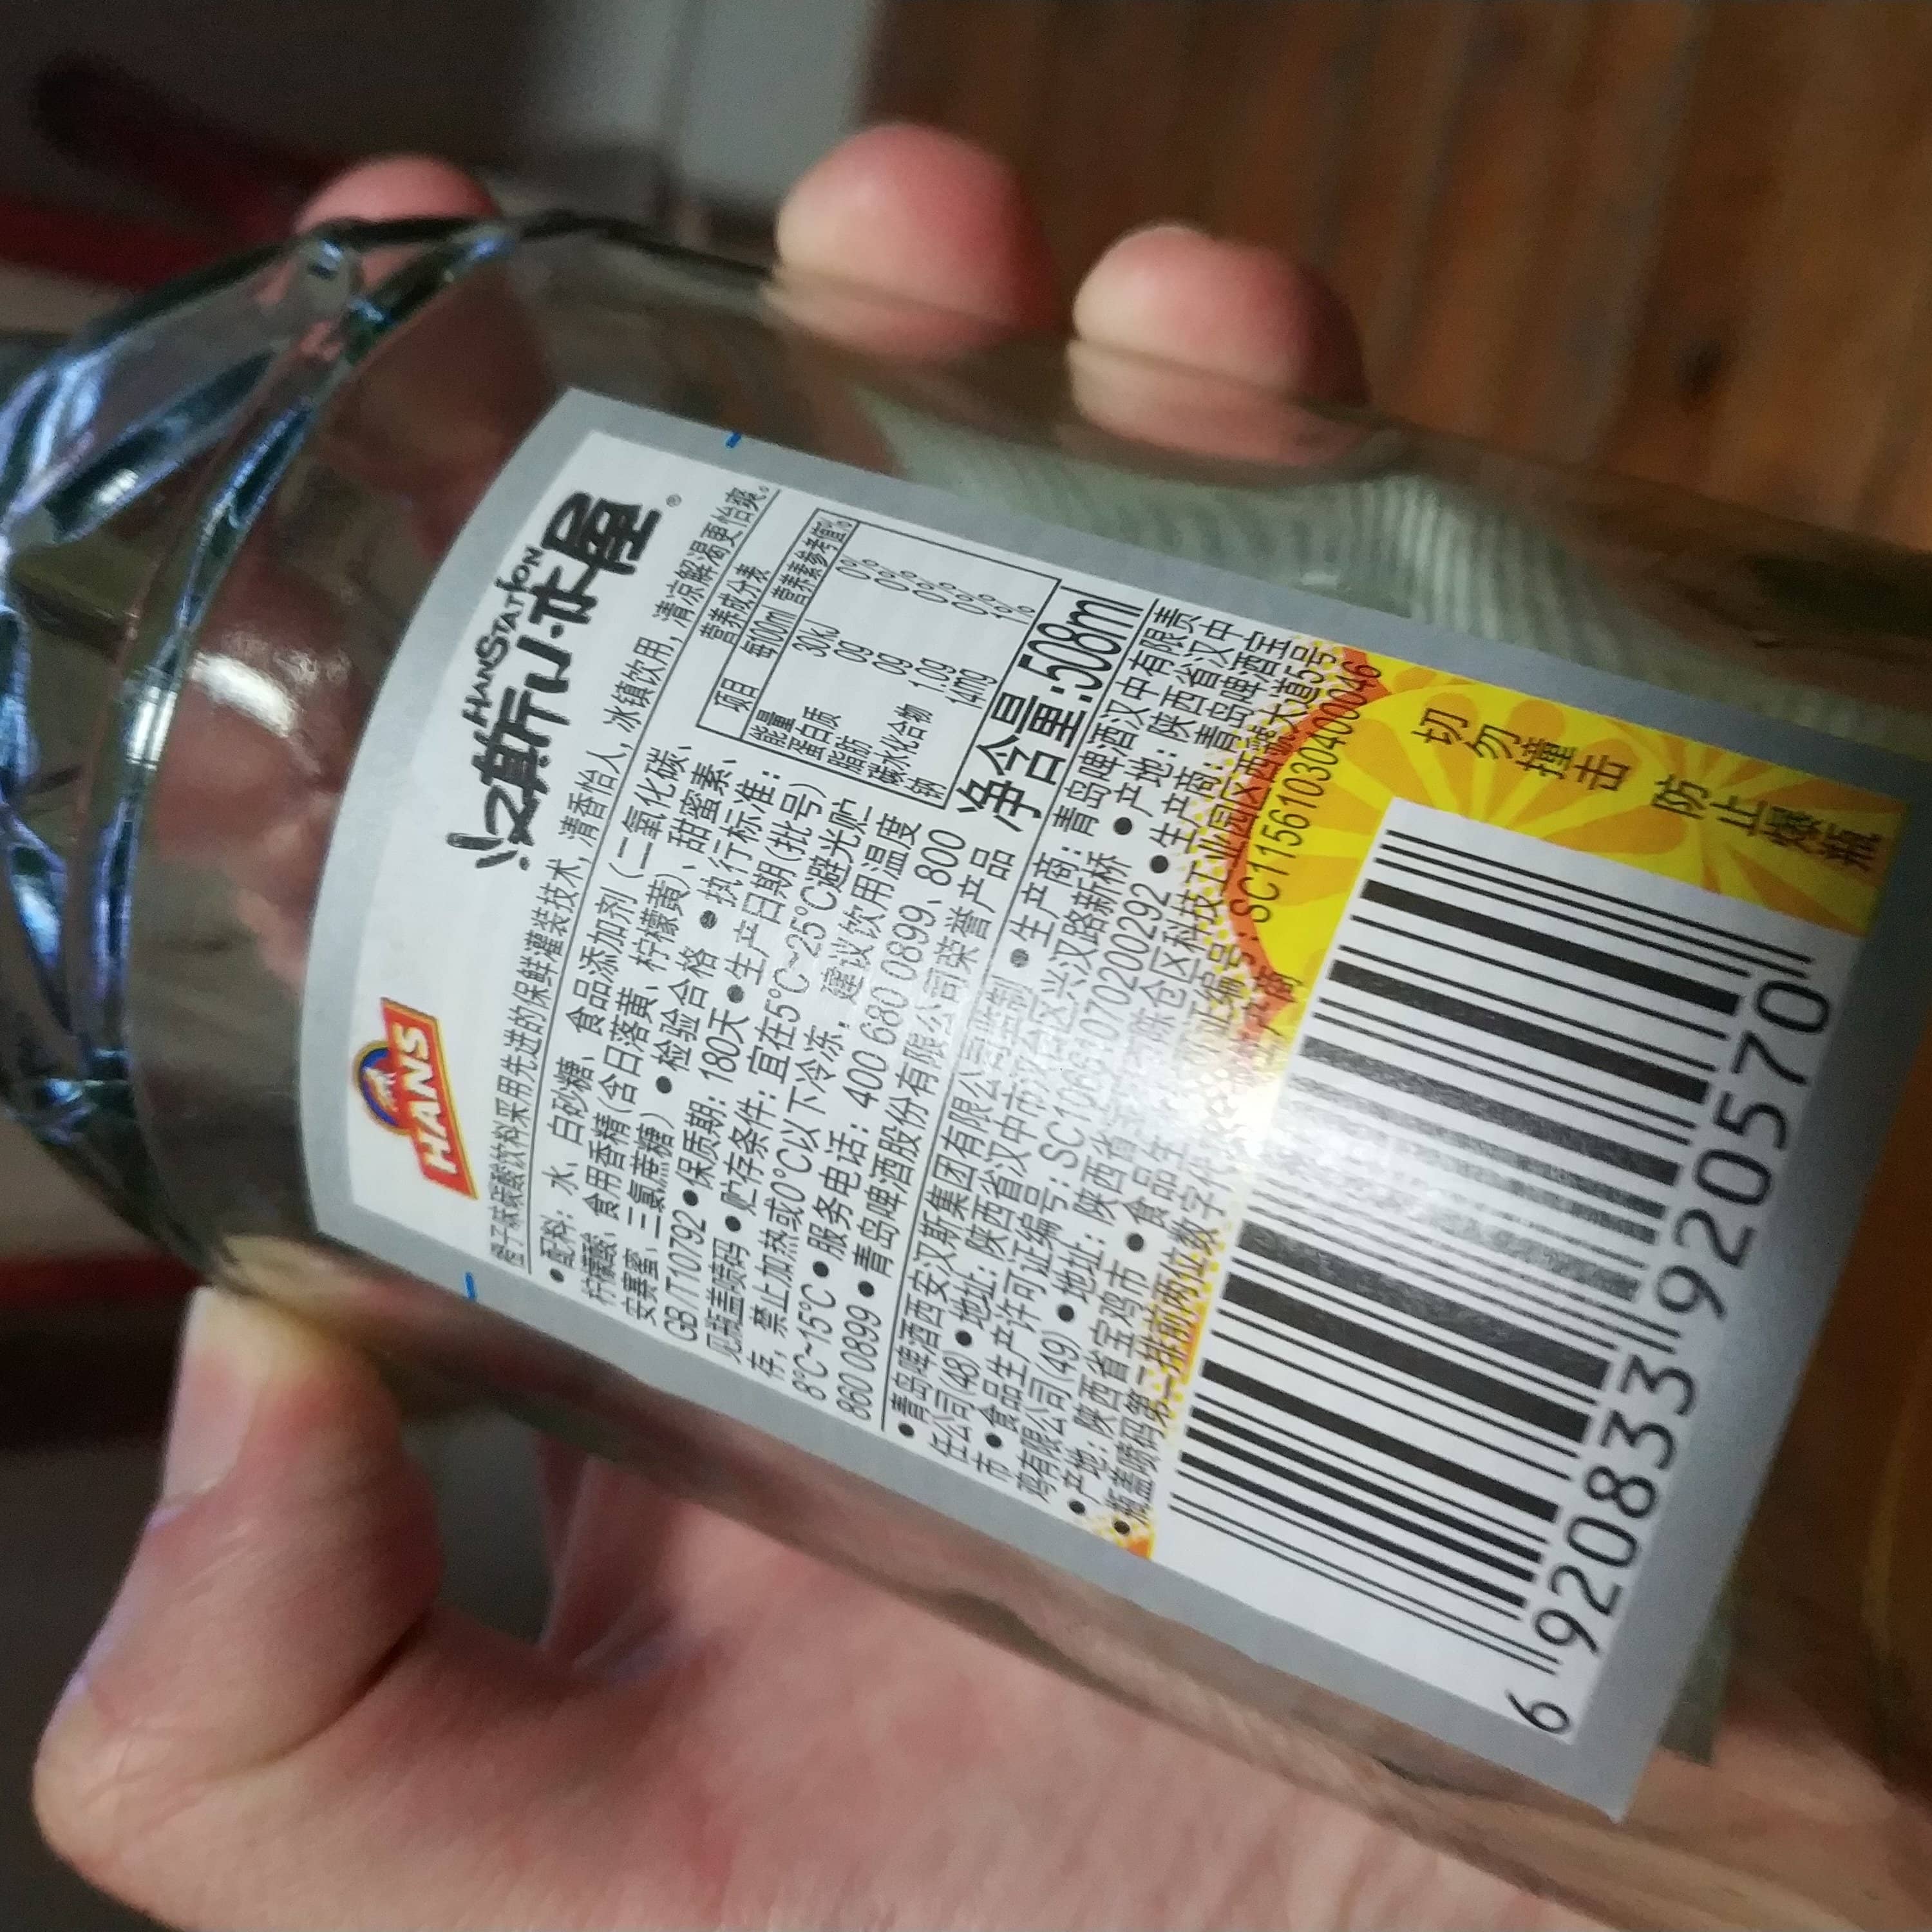 HANS
HANSTATION
汉斯小木屋
®
橙子味碳酸饮料采用先进的保鲜灌装技术, 清香怡人, 冰镇饮用, 清凉解渴更怡爽。
•配料: 水、白砂糖、食品添加剂 (二氧化碳、
柠檬酸、食用香精(含日落黄、柠檬黄)、甜蜜素、
安赛蜜、三氯蔗糖) •检验合格 •执行标准:
GB/T10792•保质期: 180天•生产日期(批号)
见瓶盖喷码•贮存条件: 宜在5°C~25°C避光贮
存, 禁止加热或0°C以下冷冻, 建议饮用温度
8°C~15°C•服务电话: 400 680 0899、800
860 0899•青岛啤酒股份有限公司荣誉产品
营养成分表
项目 每100ml 营养素参考值%
能量 30kJ 0%
蛋白质 0g 0%
脂肪 0g 0%
碳水化合物 1.0g 0%
钠 14mg 1%
净含量:508ml
•青岛啤酒西安汉斯集团有限公司监制 •生产商: 青岛啤酒汉中有限责
任公司(48)•地址: 陕西省汉中市汉台区兴汉路新桥 •产地: 陕西省汉中
市•食品生产许可证编号: SC10661070200292•生产商: 青岛啤酒宝
鸡有限公司(49)•地址: 陕西省 陈仓区科技工业园区西虢大道5号
•产地: 陕西省宝鸡市•食品生 可证编号: SC11561030400046
•瓶盖喷码第二排前两位数字代 生产商
6 920833 920570
切勿撞击 防止爆瓶